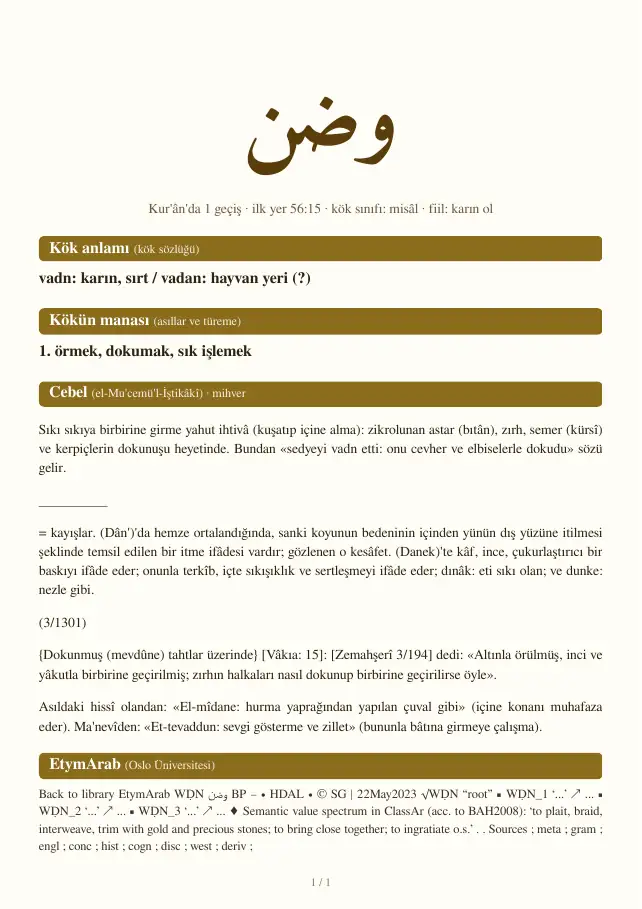 وضن
Kur'ân'da 1 geçiş · ilk yer 56:15 · kök sınıfı: misâl · fiil: karın ol
Kök anlamı (kök sözlüğü)
vadn: karın, sırt / vadan: hayvan yeri (?)
Kökün manası (asıllar ve türeme)
1. örmek, dokumak, sık işlemek
Cebel (el-Mu'cemü'l-İştikâkî) · mihver
Sıkı sıkıya birbirine girme yahut ihtivâ (kuşatıp içine alma): zikrolunan astar (bıtân), zırh, semer (kürsî)
ve kerpiçlerin dokunuşu heyetinde. Bundan «sedyeyi vadn etti: onu cevher ve elbiselerle dokudu» sözü
gelir.
___________
= kayışlar. (Dân')'da hemze ortalandığında, sanki koyunun bedeninin içinden yünün dış yüzüne itilmesi
şeklinde temsil edilen bir itme ifâdesi vardır; gözlenen o kesâfet. (Danek)'te kâf, ince, çukurlaştırıcı bir
baskıyı ifâde eder; onunla terkîb, içte sıkışıklık ve sertleşmeyi ifâde eder; dınâk: eti sıkı olan; ve dunke:
nezle gibi.
(3/1301)
{Dokunmuş (mevdûne) tahtlar üzerinde} [Vâkıa: 15]: [Zemahşerî 3/194] dedi: «Altınla örülmüş, inci ve
yâkutla birbirine geçirilmiş; zırhın halkaları nasıl dokunup birbirine geçirilirse öyle».
Asıldaki hissî olandan: «El-mîdane: hurma yaprağından yapılan çuval gibi» (içine konanı muhafaza
eder). Ma'nevîden: «Et-tevaddun: sevgi gösterme ve zillet» (bununla bâtına girmeye çalışma).
EtymArab (Oslo Üniversitesi)
Back to library EtymArab WḌN وضن BP – • HDAL • © SG | 22May2023 √WḌN “root” ▪ WḌN_1 ‘...’ ↗ ... ▪
WḌN_2 ‘...’ ↗ ... ▪ WḌN_3 ‘...’ ↗ ... ♦ Semantic value spectrum in ClassAr (acc. to BAH2008): ‘to plait, braid,
interweave, trim with gold and precious stones; to bring close together; to ingratiate o.s.’ . . Sources ; meta ; gram ;
engl ; conc ; hist ; cogn ; disc ; west ; deriv ;
1 / 1